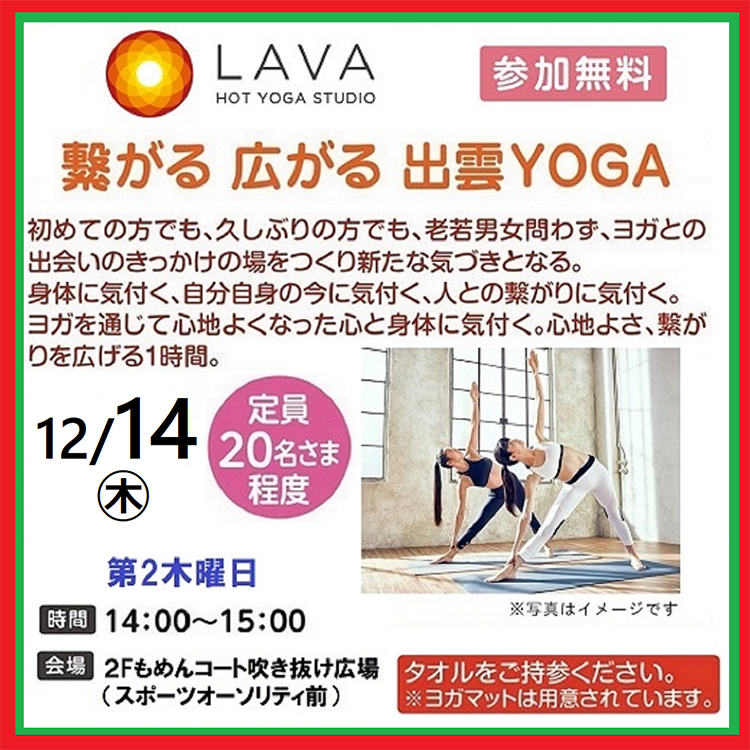 LAVA
HOT YOGA STUDIO
参加無料
繋がる 広がる 出雲YOGA
初めての方でも、久しぶりの方でも、老若男女問わず、ヨガとの
出会いのきっかけの場をつくり新たな気づきとなる。
身体に気付く、自分自身の今に気付く、人との繋がりに気付く。
ヨガを通じて心地よくなった心と身体に気付く。心地よさ、繋が
りを広げる1時間。
12/14
㊍
定員
20名さま
程度
第2木曜日
※写真はイメージです
時間 14:00〜15:00
会場 2Fもめんコート吹き抜け広場
(スポーツオーソリティ前)
タオルをご持参ください。
※ヨガマットは用意されています。